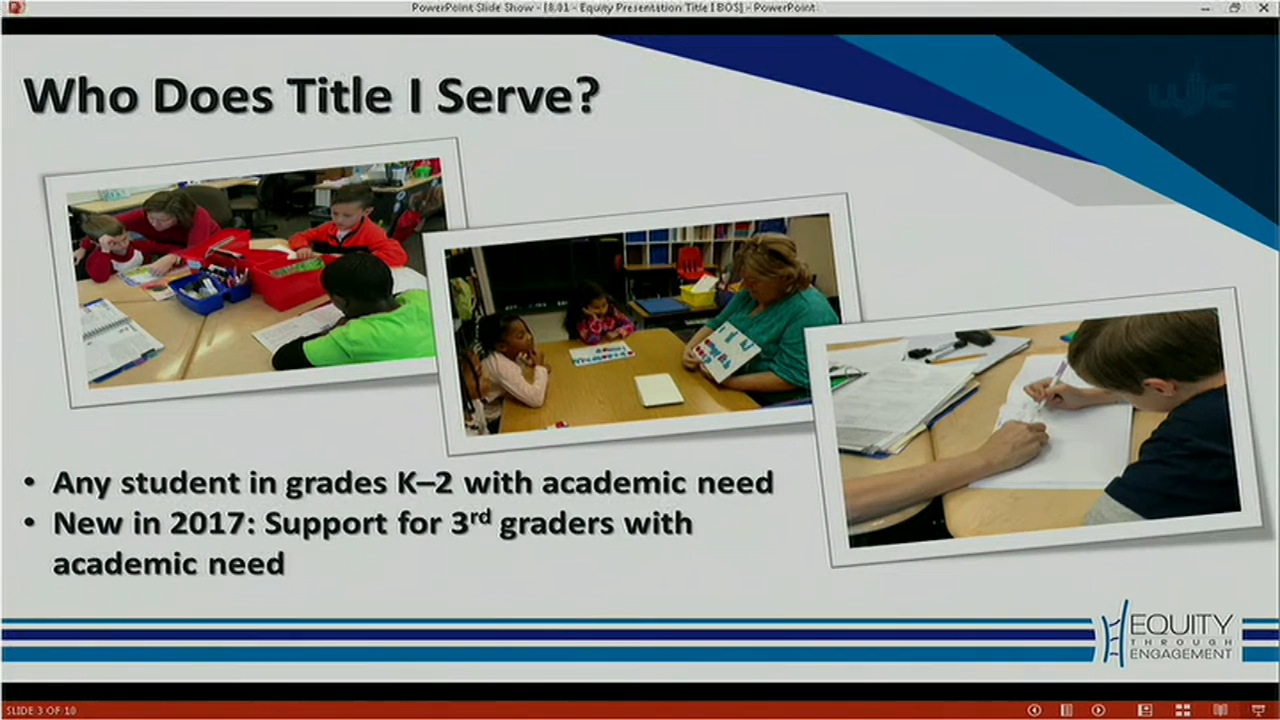 PowerPoint Slide Show - [8.01 - Equity Presentation Title I BOS] - PowerPoint
Who Does Title I Serve?
wjc
• Any student in grades K–2 with academic need
• New in 2017: Support for 3rd graders with
academic need
EQUITY
THROUGH
ENGAGEMENT
SLIDE 3 OF 10